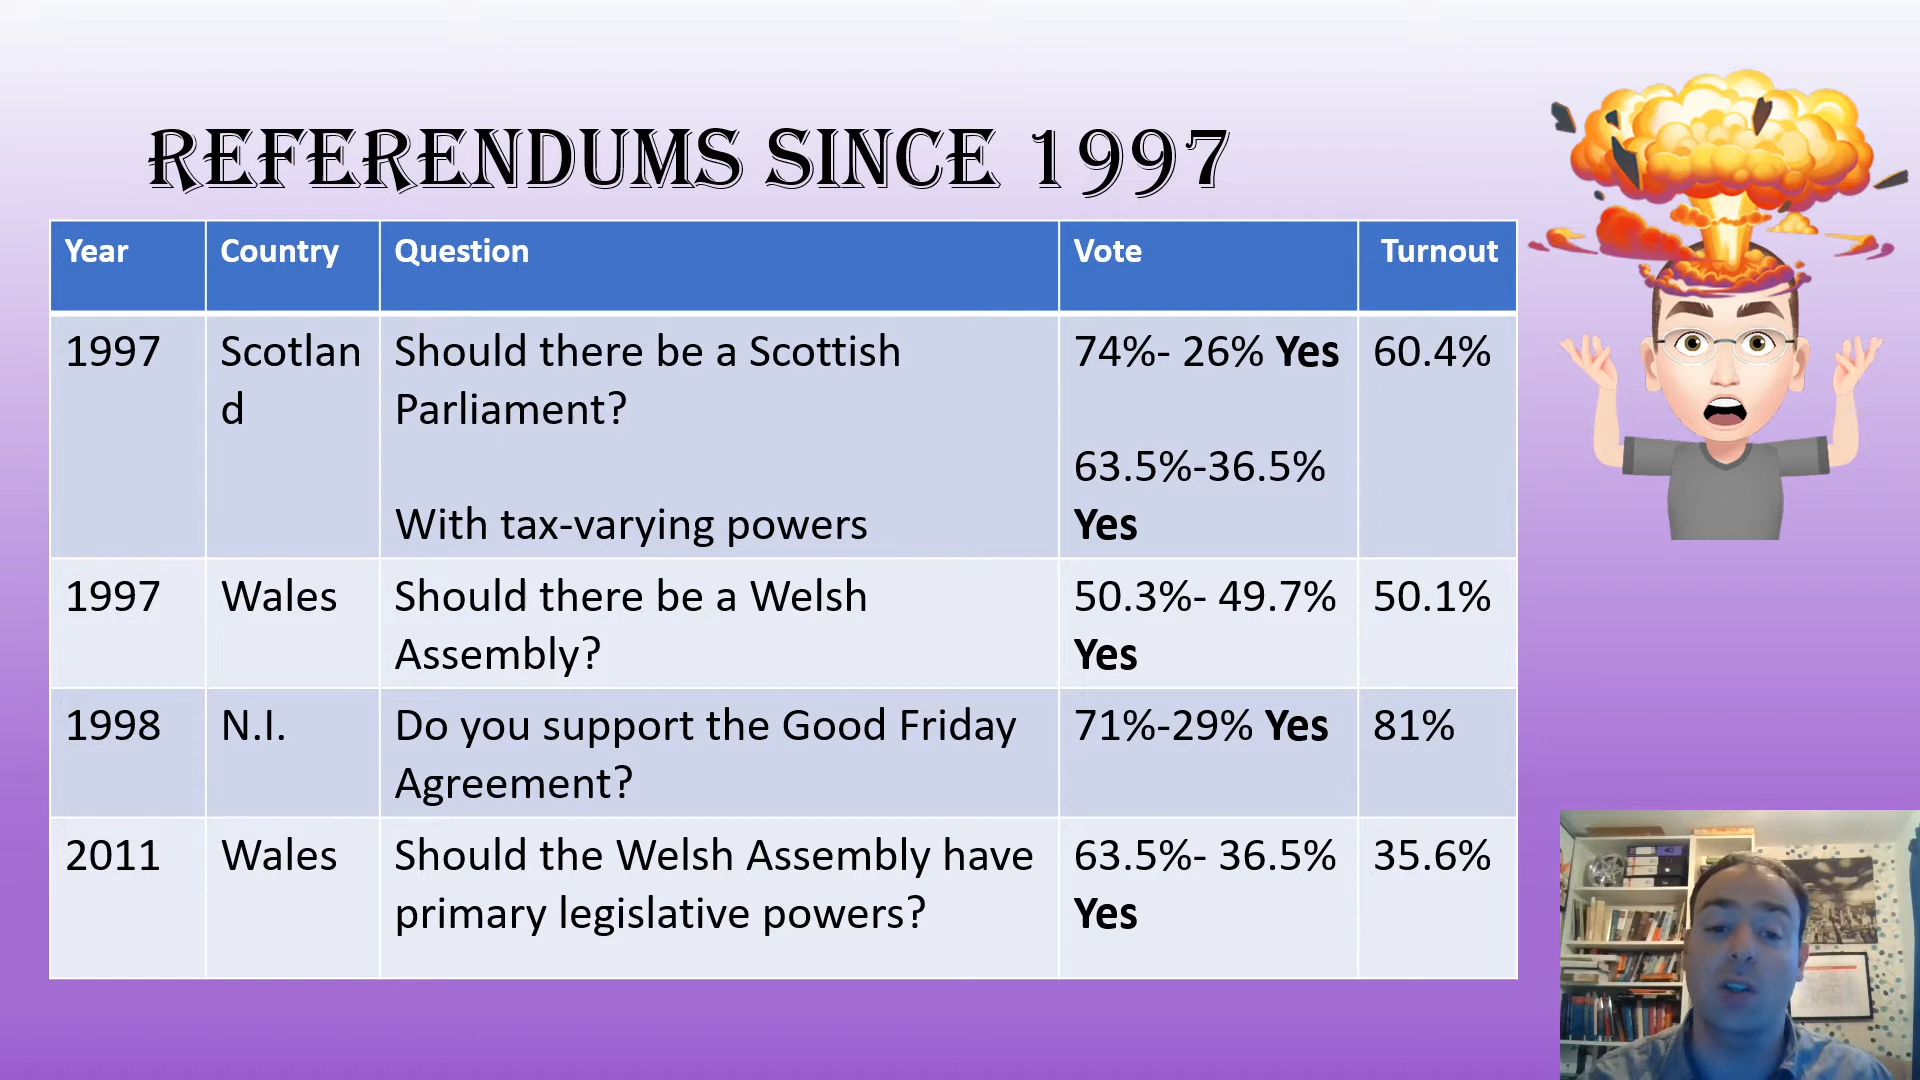 REFERENDUMS SINCE 1997
Year Country Question Vote Turnout
1997 Scotlan Should there be a Scottish 74%- 26% Yes 60.4%
d Parliament?
63.5%-36.5%
With tax-varying powers Yes
1997 Wales Should there be a Welsh 50.3%- 49.7% 50.1%
Assembly? Yes
1998 N.I. Do you support the Good Friday 71%-29% Yes 81%
Agreement?
2011 Wales Should the Welsh Assembly have 63.5%- 36.5% 35.6%
primary legislative powers? Yes